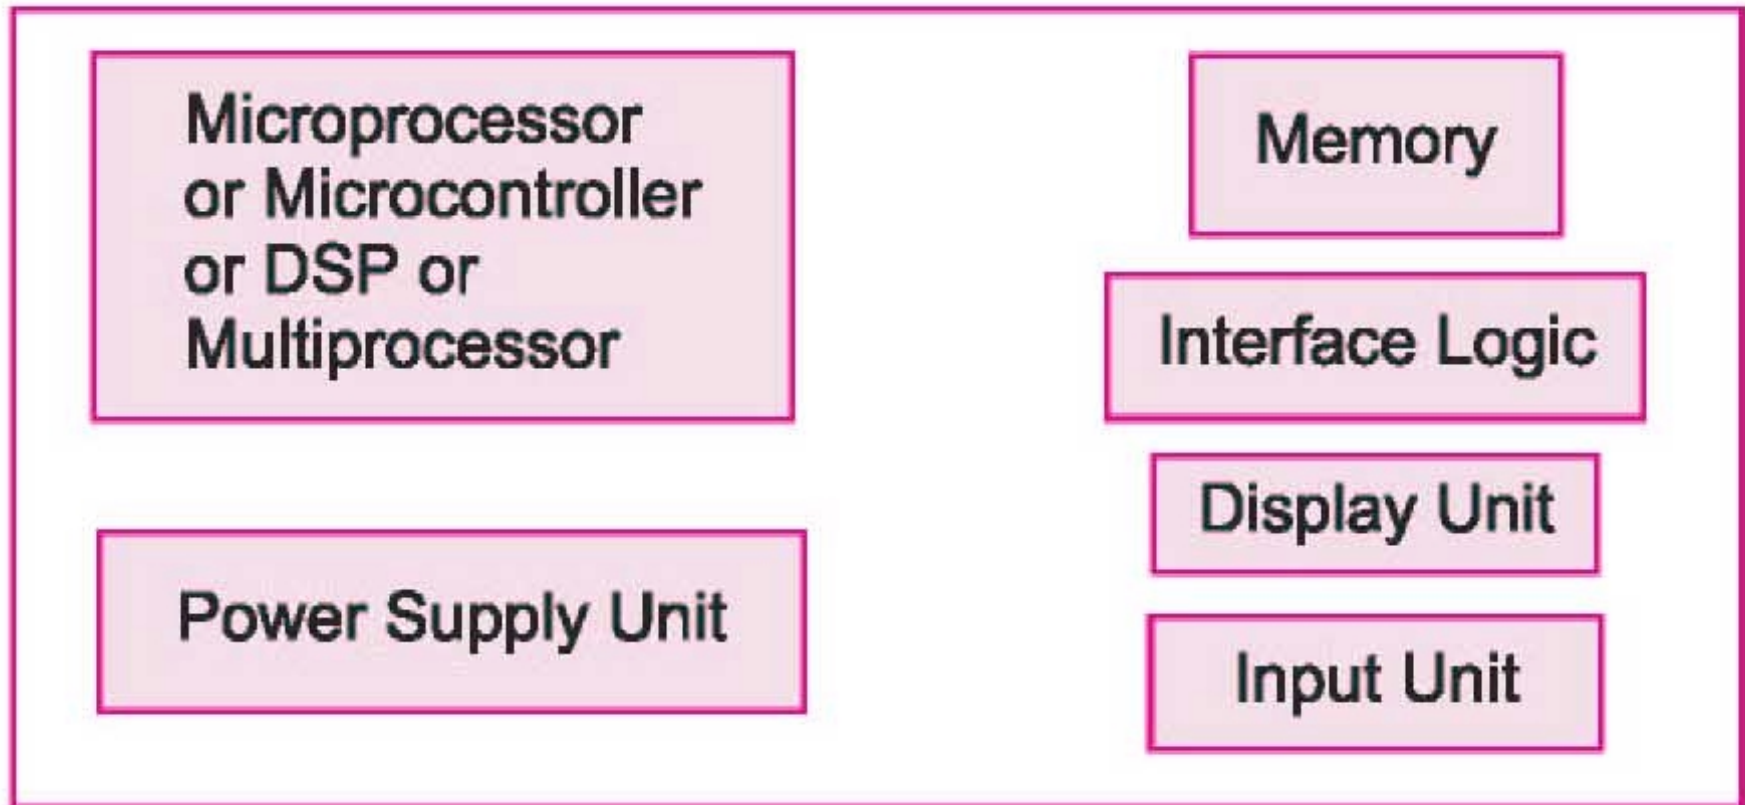 Microprocessor
or Microcontroller
or DSP or
Multiprocessor
Power Supply Unit
Memory
Interface Logic
Display Unit
Input Unit